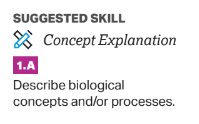 SUGGESTED SKILL
Concept Explanation
1.A
Describe biological
concepts and/or processes.